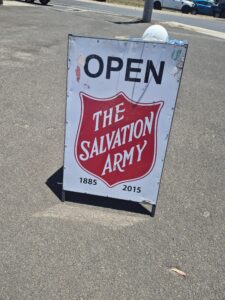 OPEN
THE
SALVATION
ARMY
1885 2015